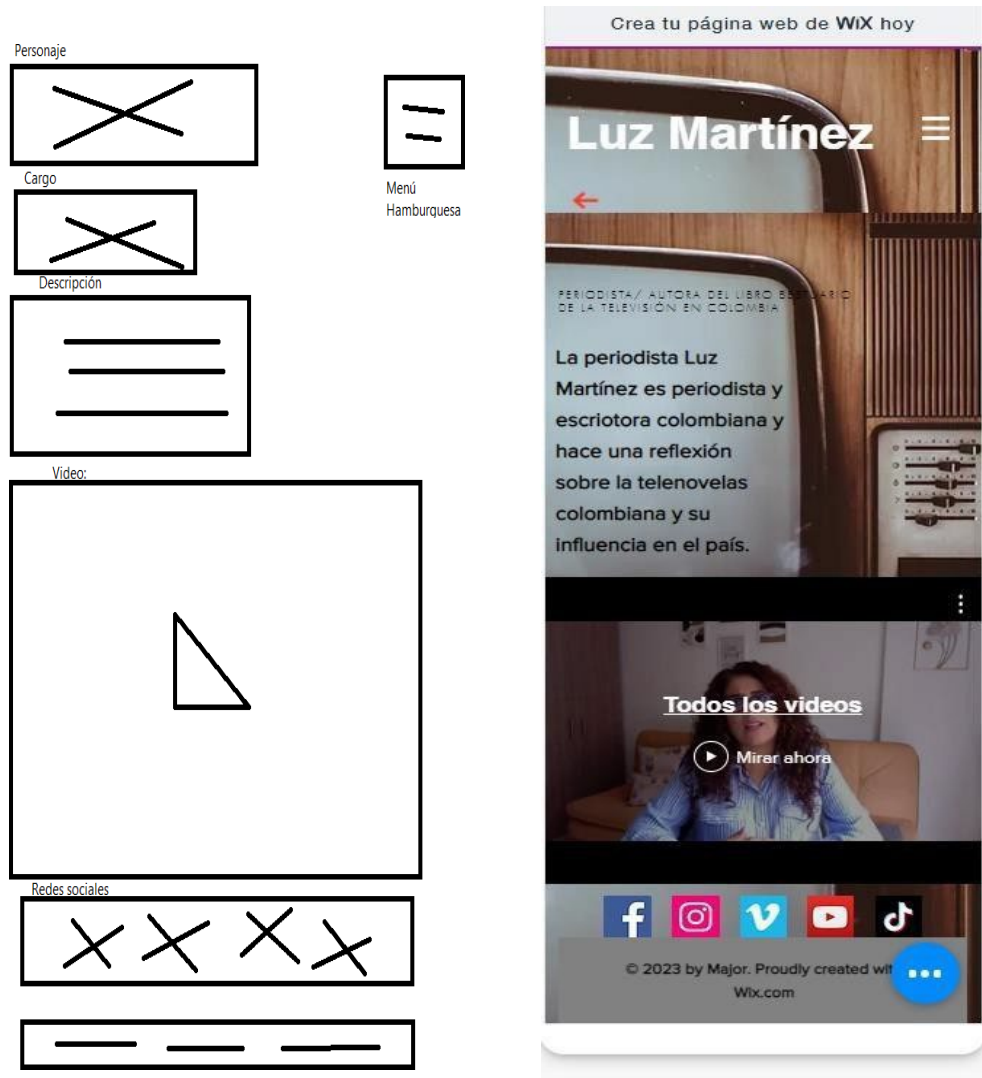 Personaje
Cargo
Descripción
Video:
Redes sociales
Menú
Hamburguesa
Crea tu página web de WiX hoy
Luz Martínez
PERIODISTA/ AUTORA DEL LIBRO BESTUARIO
DE LA TELEVISIÓN EN COLOMBIA
La periodista Luz
Martínez es periodista y
escriotora colombiana y
hace una reflexión
sobre la telenovelas
colombiana y su
influencia en el país.
Todos los videos
Mirar ahora
© 2023 by Major. Proudly created wit
Wix.com